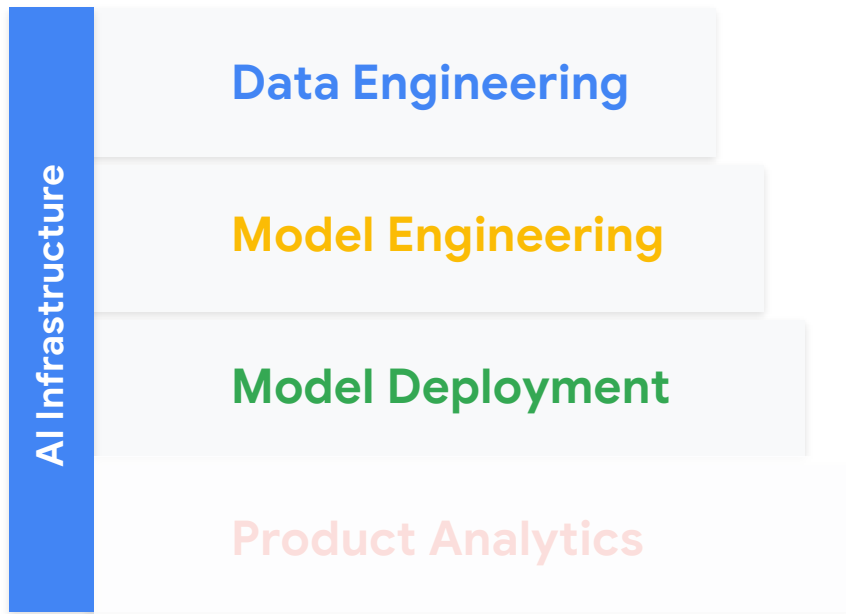 AI Infrastructure
Data Engineering
Model Engineering
Model Deployment
Product Analytics